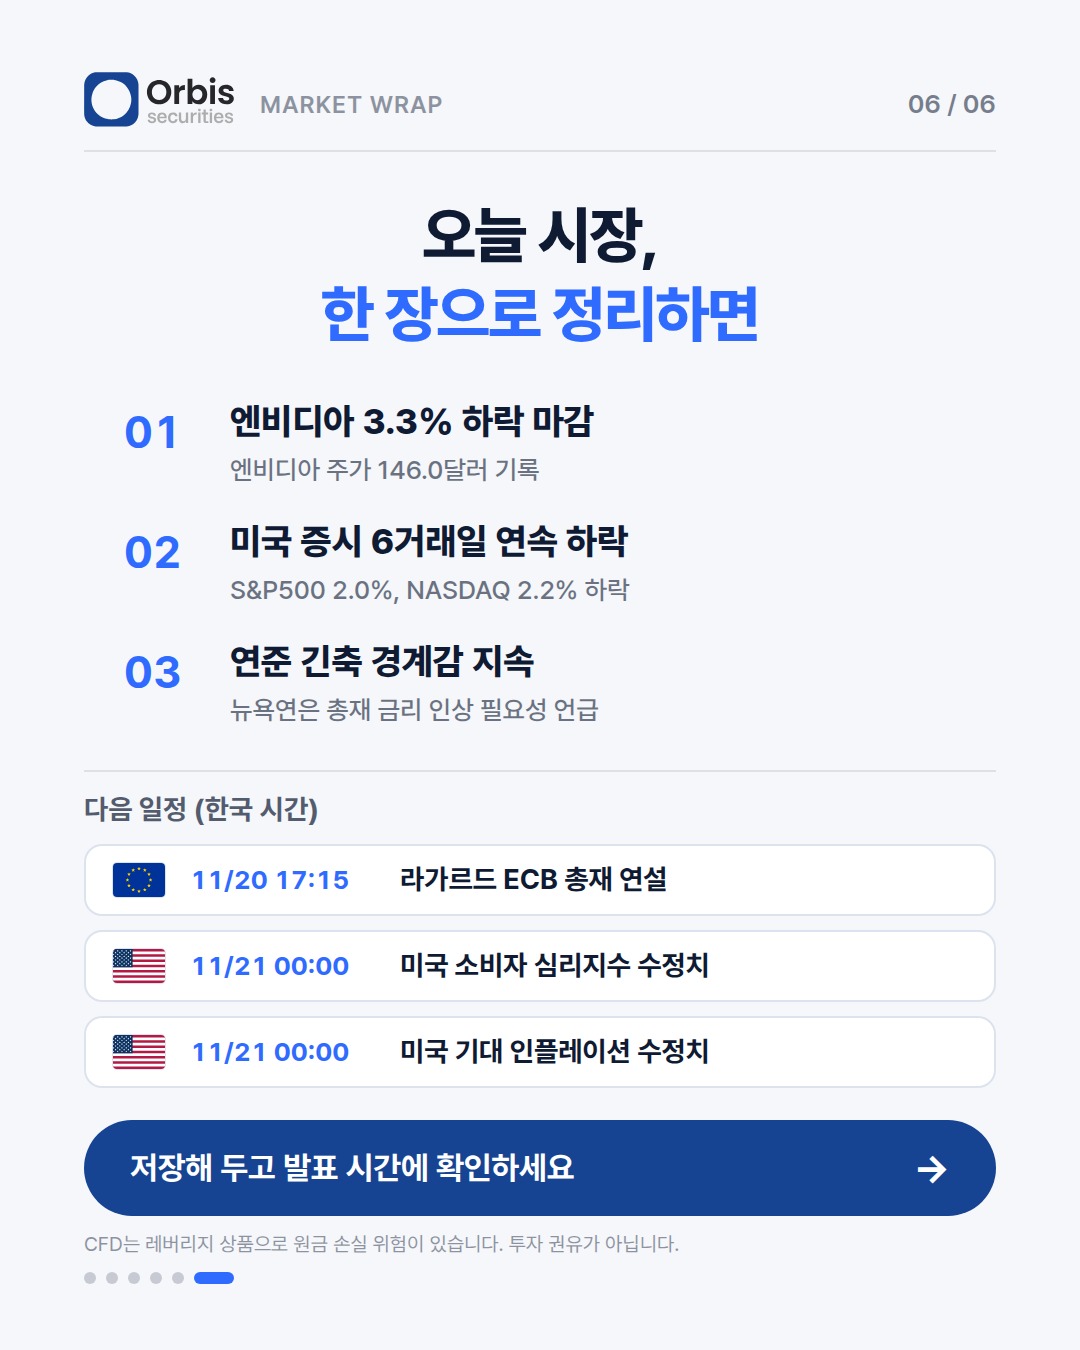 Orbis
securities
MARKET WRAP
06 / 06
오늘 시장,
한 장으로 정리하면
01
엔비디아 3.3% 하락 마감
엔비디아 주가 146.0달러 기록
02
미국 증시 6거래일 연속 하락
S&P500 2.0%, NASDAQ 2.2% 하락
03
연준 긴축 경계감 지속
뉴욕연은 총재 금리 인상 필요성 언급
다음 일정 (한국 시간)
11/20 17:15 라가르드 ECB 총재 연설
11/21 00:00 미국 소비자 심리지수 수정치
11/21 00:00 미국 기대 인플레이션 수정치
저장해 두고 발표 시간에 확인하세요 →
CFD는 레버리지 상품으로 원금 손실 위험이 있습니다. 투자 권유가 아닙니다.